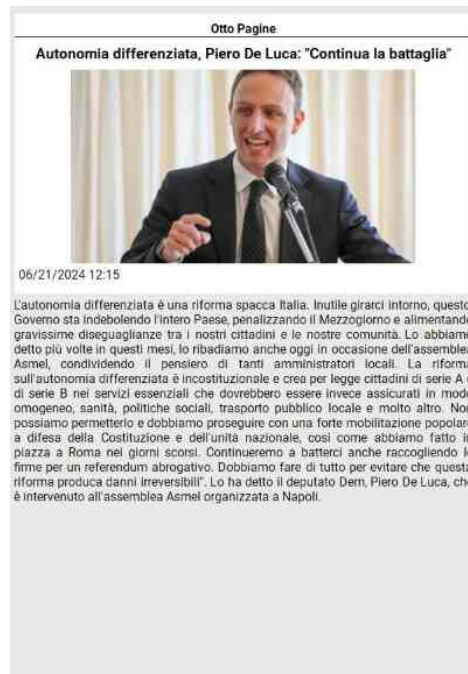 Otto Pagine
Autonomia differenziata, Piero De Luca: "Continua la battaglia"
06/21/2024 12:15
L'autonomia differenziata è una riforma spacca Italia. Inutile girarci intorno, questo
Governo sta indebolendo l'intero Paese, penalizzando il Mezzogiorno e alimentando
gravissime diseguaglianze tra i nostri cittadini e le nostre comunità. Lo abbiamo
detto più volte in questi mesi, lo ribadiamo anche oggi in occasione dell'assemblea
Asmel, condividendo il pensiero di tanti amministratori locali. La riforma
sull'autonomia differenziata è incostituzionale e crea per legge cittadini di serie A e
di serie B nei servizi essenziali che dovrebbero essere invece assicurati in modo
omogeneo, sanità, politiche sociali, trasporto pubblico locale e molto altro. Non
possiamo permetterlo e dobbiamo proseguire con una forte mobilitazione popolare
a difesa della Costituzione e dell'unità nazionale, così come abbiamo fatto in
piazza a Roma nei giorni scorsi. Continueremo a batterci anche raccogliendo le
firme per un referendum abrogativo. Dobbiamo fare di tutto per evitare che questa
riforma produca danni irreversibili". Lo ha detto il deputato Dem, Piero De Luca, che
è intervenuto all'assemblea Asmel organizzata a Napoli.